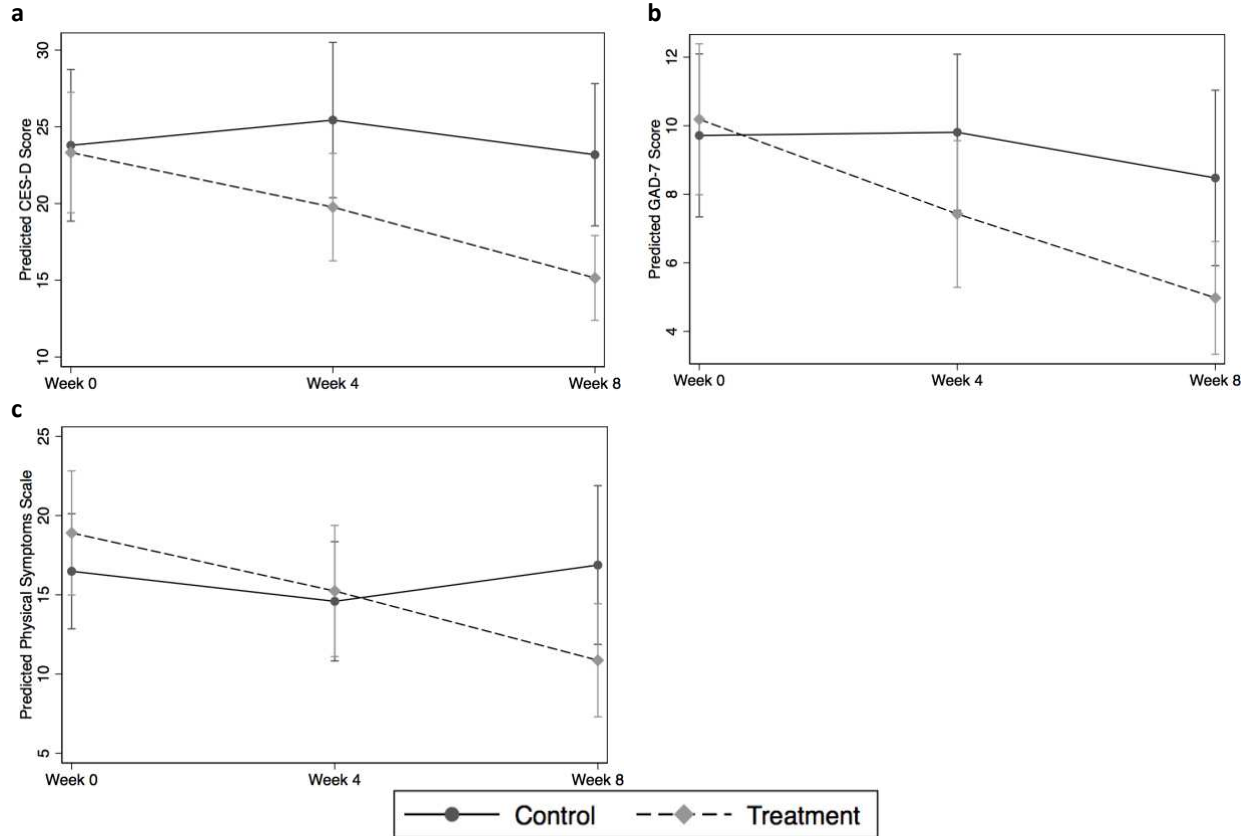 a
Predicted CES-D Score
30
25
20
15
10
Week 0
Week 4
Week 8
b
Predicted GAD-7 Score
12
10
8
6
4
Week 0
Week 4
Week 8
c
Predicted Physical Symptoms Scale
25
20
15
10
5
Week 0
Week 4
Week 8
Control
Treatment